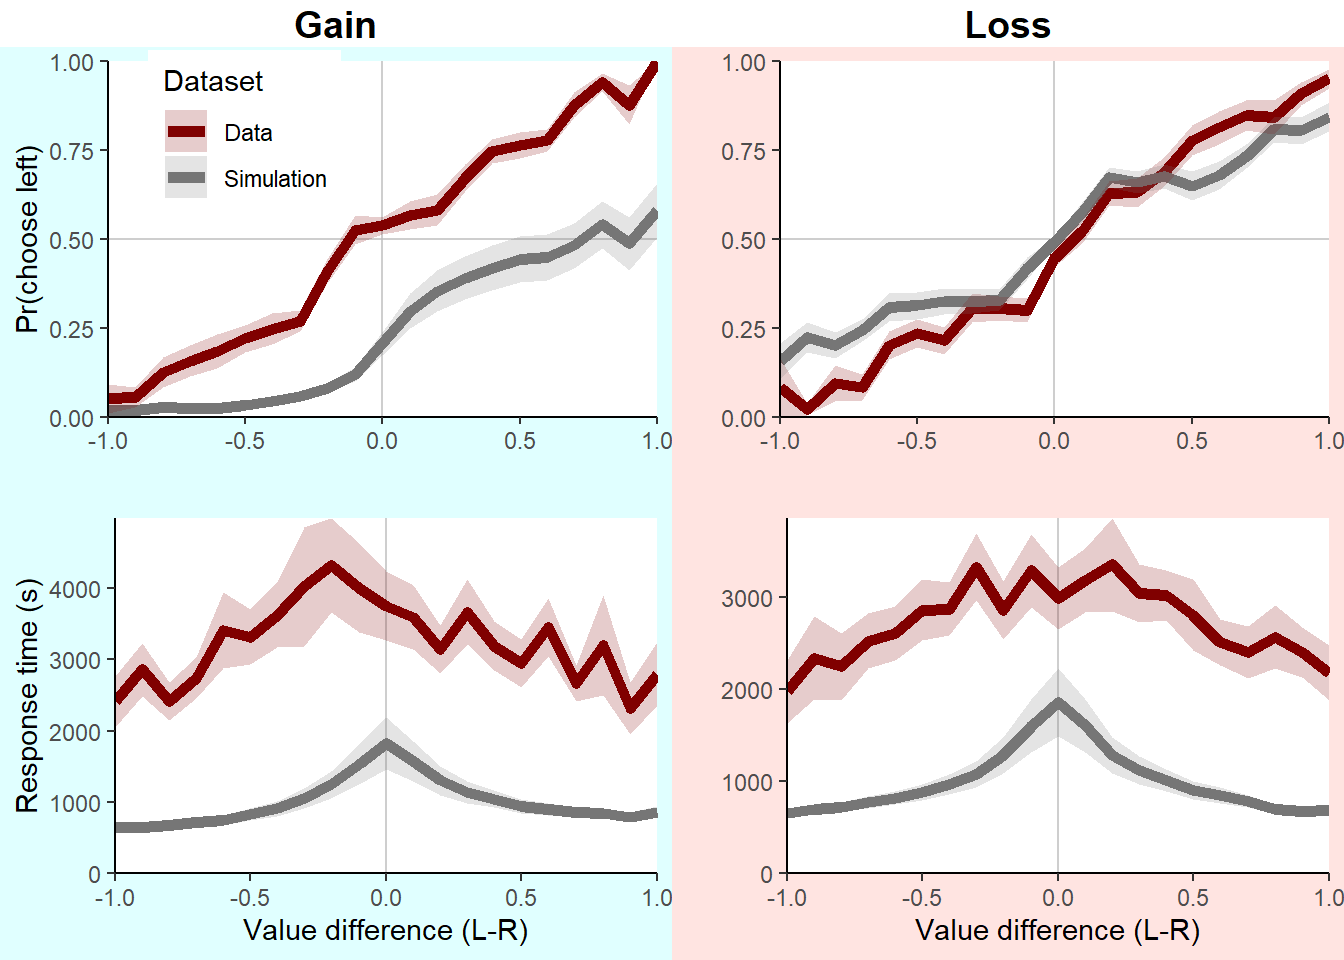 Gain
Loss
Dataset
Data
Simulation
Pr(choose left)
1.00
0.75
0.50
0.25
0.00
-1.0 -0.5 0.0 0.5 1.0
1.00
0.75
0.50
0.25
0.00
-1.0 -0.5 0.0 0.5 1.0
Response time (s)
4000
3000
2000
1000
0
-1.0 -0.5 0.0 0.5 1.0
Value difference (L-R)
3000
2000
1000
0
-1.0 -0.5 0.0 0.5 1.0
Value difference (L-R)